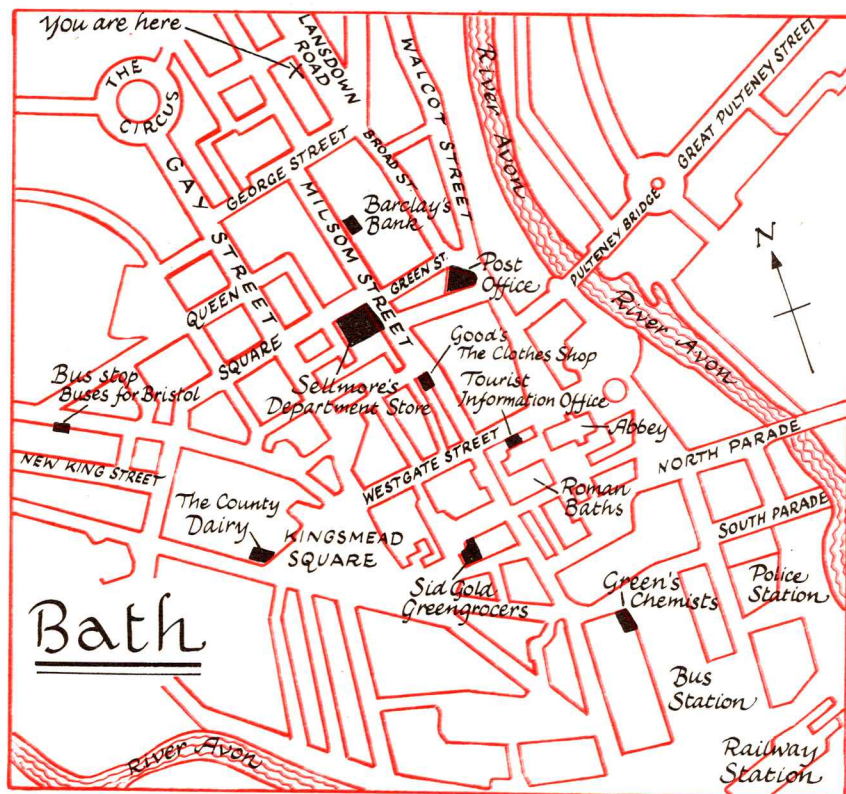 You are here
LANSDOWN
ROAD
WALCOT STREET
River Avon
GREAT PULTENEY STREET
THE
CIRCUS
GAY STREET
GEORGE STREET
BROAD ST.
MILSOM STREET
Barclay's
Bank
GREEN ST.
Post
Office
PULTENEY BRIDGE
N
River Avon
QUEEN
SQUARE
Good's
The Clothes Shop
Sellmore's
Department Store
Tourist
Information Office
Bus stop
Buses for Bristol
Abbey
WESTGATE STREET
NORTH PARADE
NEW KING STREET
Roman
Baths
The County
Dairy
KINGSMEAD
SQUARE
SOUTH PARADE
Sid Gold
Greengrocers
Green's
Chemists
Police
Station
Bath
Bus
Station
River Avon
Railway
Station